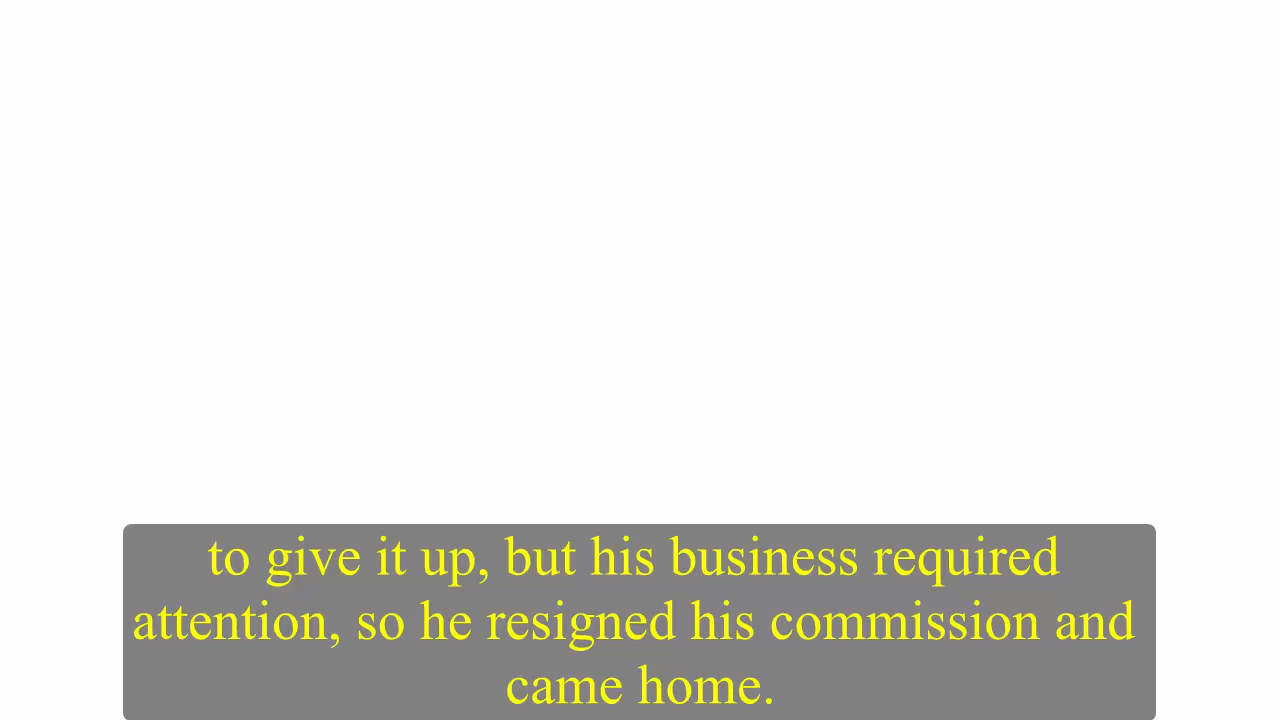 to give it up, but his business required
attention, so he resigned his commission and
came home.